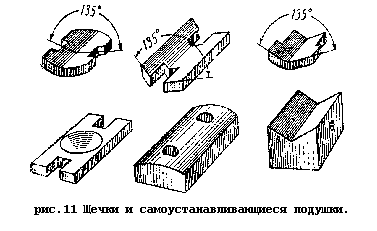 135° 135° 135°
рис.11 Щечки и самоустанавливающиеся подушки.